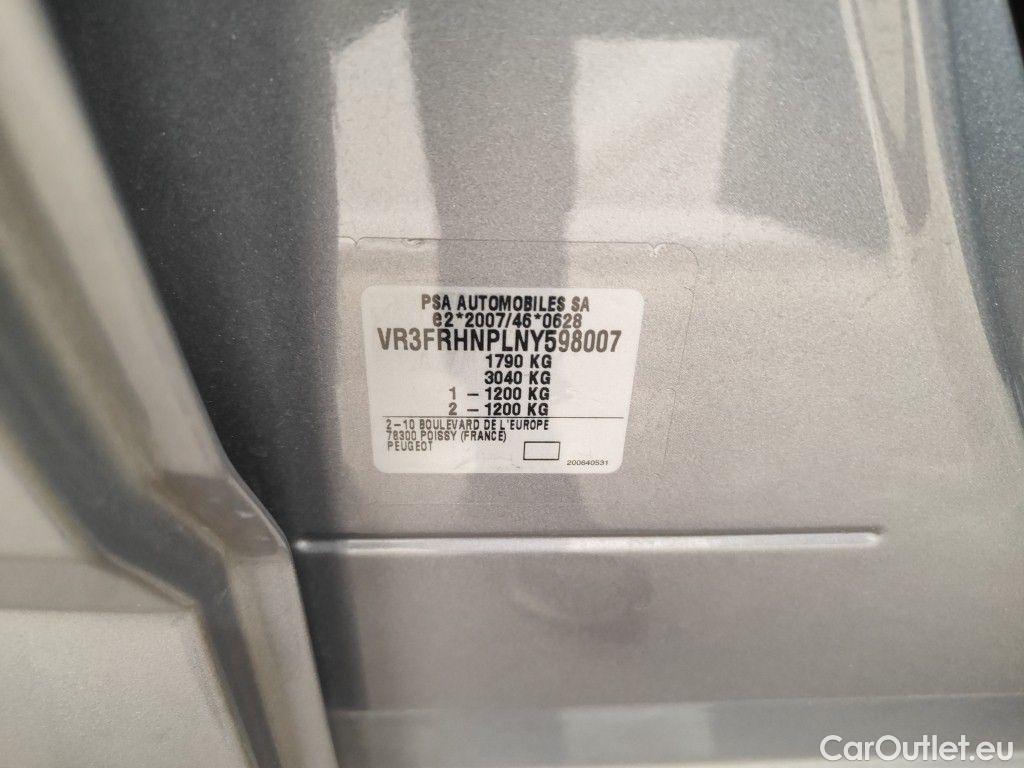 PSA AUTOMOBILES SA
e2*2007/46*0628
VR3FRHNPLNY598007
1790 KG
3040 KG
1 – 1200 KG
2 – 1200 KG
2–10 BOULEVARD DE L'EUROPE
78300 POISSY (FRANCE)
PEUGEOT
200640531
CarOutlet.eu